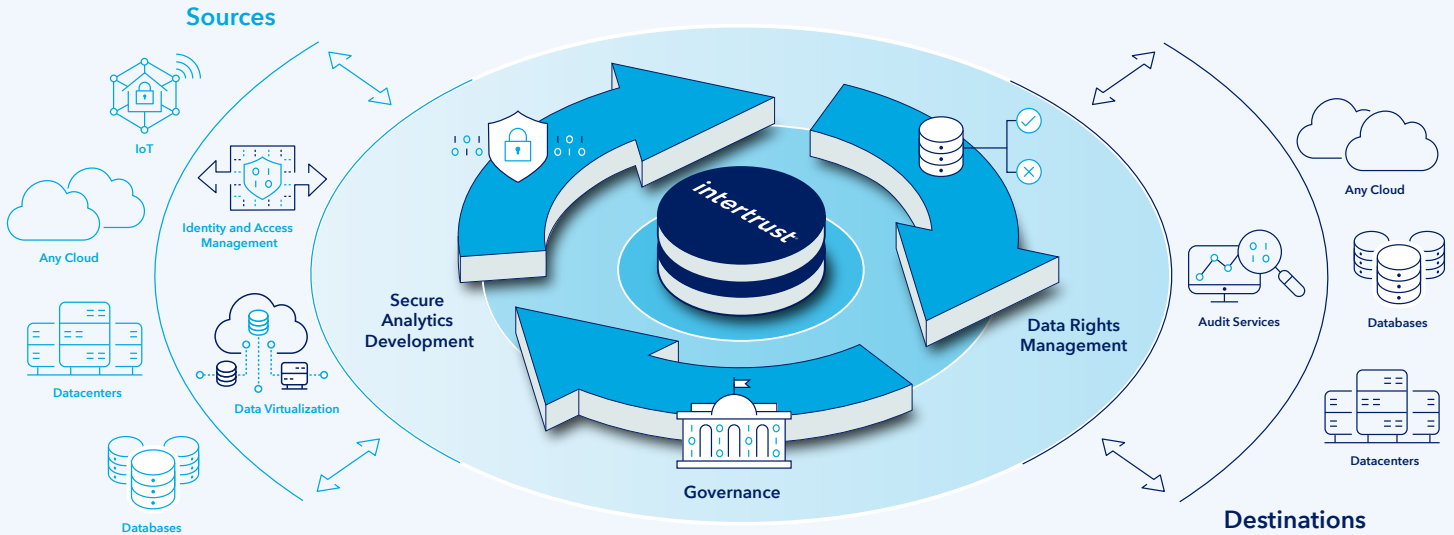 Sources
IoT
Any Cloud
Datacenters
Databases
Identity and Access
Management
Data Virtualization
Secure
Analytics
Development
intertrust
Governance
Data Rights
Management
Audit Services
Any Cloud
Databases
Datacenters
Destinations